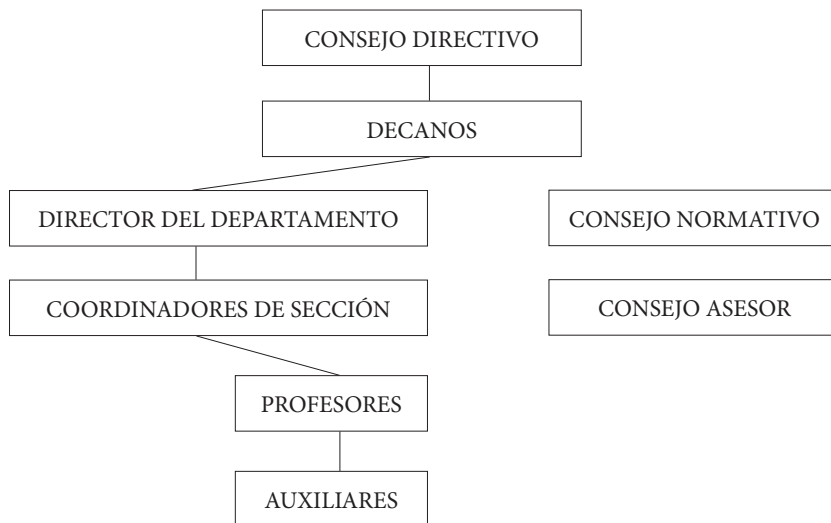 CONSEJO DIRECTIVO
DECANOS
DIRECTOR DEL DEPARTAMENTO
CONSEJO NORMATIVO
COORDINADORES DE SECCIÓN
CONSEJO ASESOR
PROFESORES
AUXILIARES